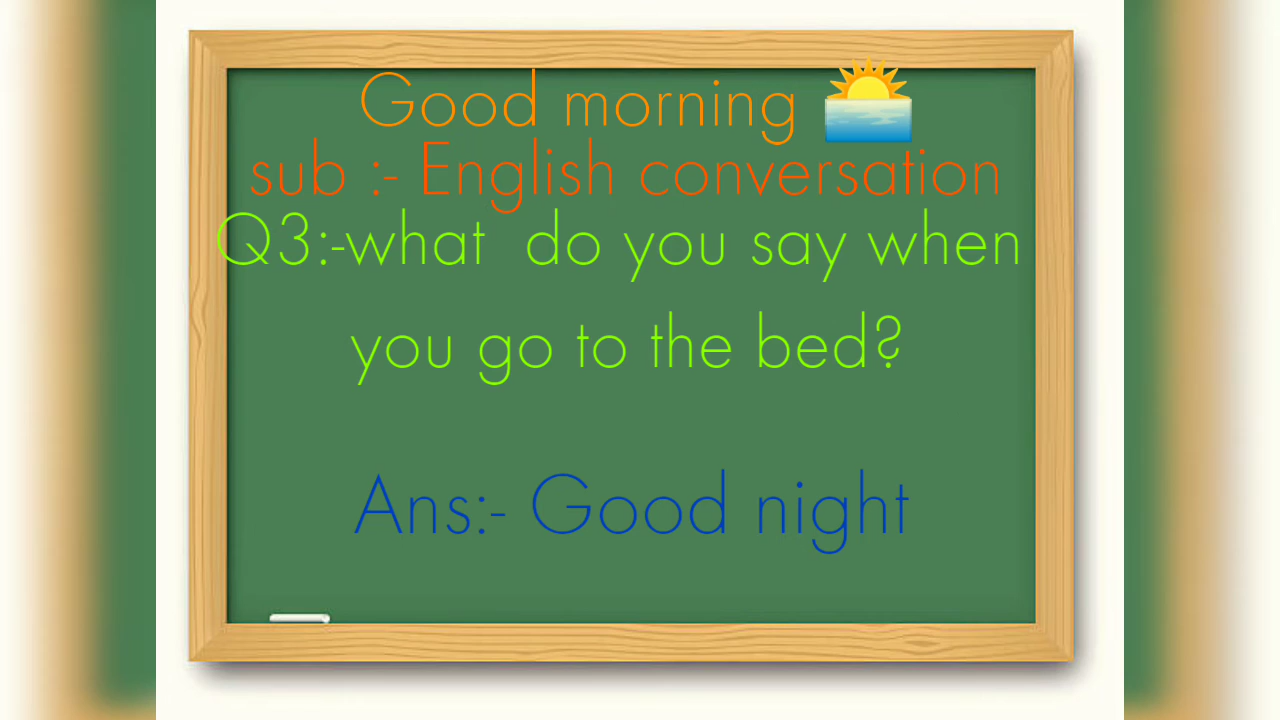 Good morning 🌅
sub :- English conversation
Q3:-what do you say when
you go to the bed?
Ans:- Good night